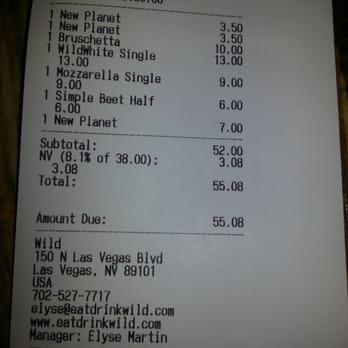 1 New Planet 3.50
1 New Planet 3.50
1 Bruschetta 10.00
1 WildWhite Single 13.00
13.00
1 Mozzarella Single 9.00
9.00
1 Simple Beet Half 6.00
6.00
1 New Planet 7.00
Subtotal: 52.00
NV (8.1% of 38.00): 3.08
3.08
Total: 55.08
Amount Due: 55.08
Wild
150 N Las Vegas Blvd
Las Vegas, NV 89101
USA
702-527-7717
elyse@eatdrinkwild.com
www.eatdrinkwild.com
Manager: Elyse Martin